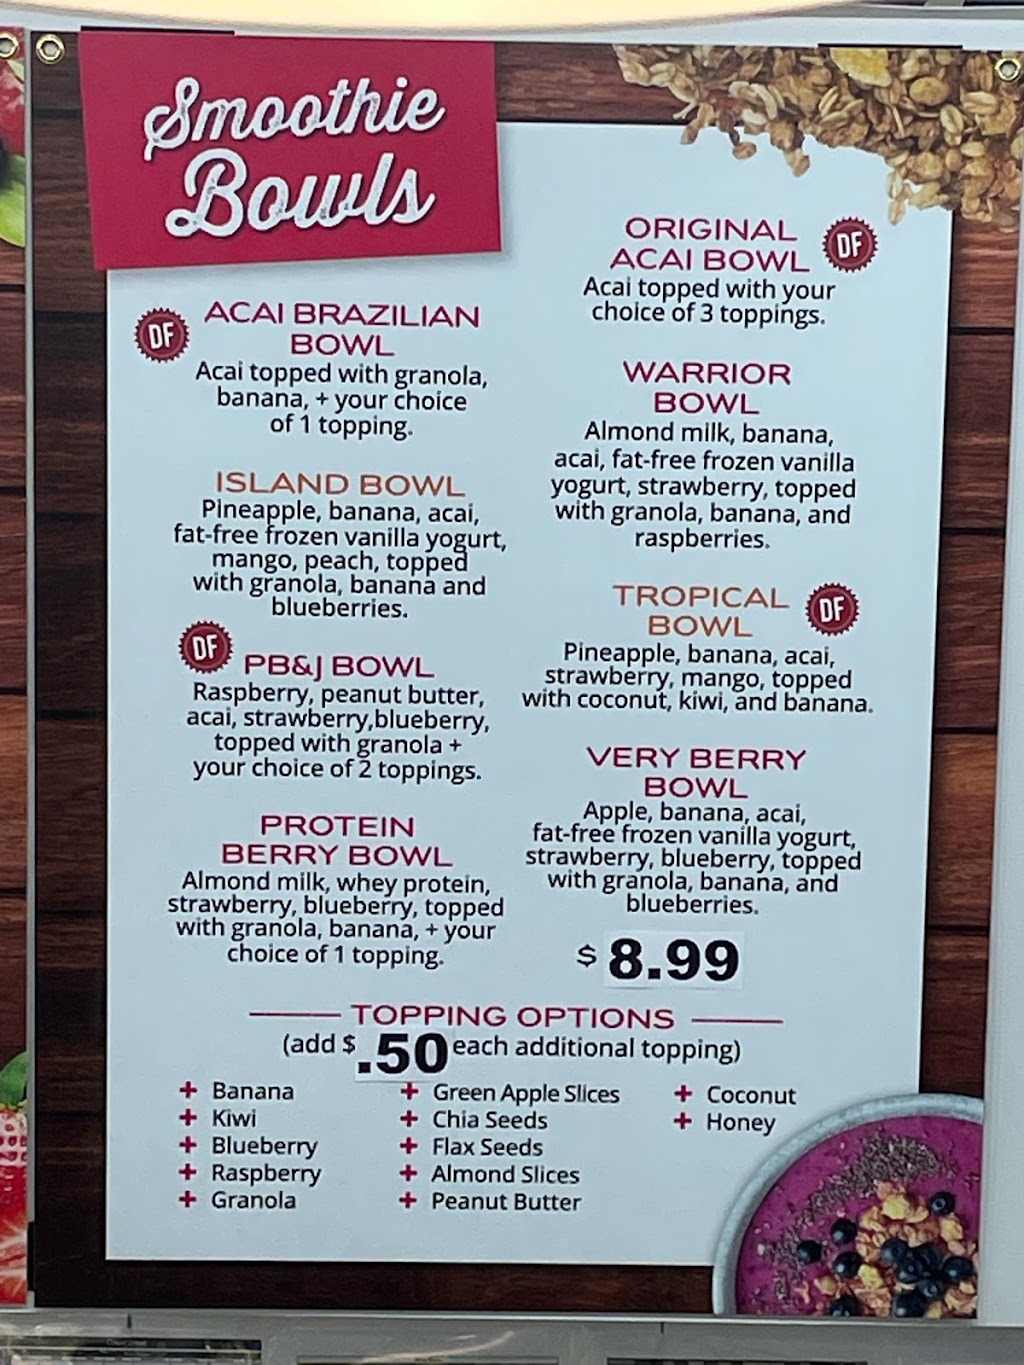 Smoothie
Bowls
DF
ACAI BRAZILIAN
BOWL
Acai topped with granola,
banana, + your choice
of 1 topping.
ISLAND BOWL
Pineapple, banana, acai,
fat-free frozen vanilla yogurt,
mango, peach, topped
with granola, banana and
blueberries.
DF
PB&J BOWL
Raspberry, peanut butter,
acai, strawberry,blueberry,
topped with granola +
your choice of 2 toppings.
PROTEIN
BERRY BOWL
Almond milk, whey protein,
strawberry, blueberry, topped
with granola, banana, + your
choice of 1 topping.
ORIGINAL
ACAI BOWL
DF
Acai topped with your
choice of 3 toppings.
WARRIOR
BOWL
Almond milk, banana,
acai, fat-free frozen vanilla
yogurt, strawberry, topped
with granola, banana, and
raspberries.
TROPICAL
BOWL
DF
Pineapple, banana, acai,
strawberry, mango, topped
with coconut, kiwi, and banana.
VERY BERRY
BOWL
Apple, banana, acai,
fat-free frozen vanilla yogurt,
strawberry, blueberry, topped
with granola, banana, and
blueberries.
$ 8.99
TOPPING OPTIONS
(add $ .50 each additional topping)
+ Banana
+ Kiwi
+ Blueberry
+ Raspberry
+ Granola
+ Green Apple Slices
+ Chia Seeds
+ Flax Seeds
+ Almond Slices
+ Peanut Butter
+ Coconut
+ Honey